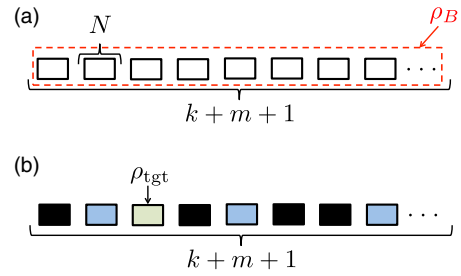 (a)
ρ_B
N
· · ·
k + m + 1
(b)
ρ_tgt
· · ·
k + m + 1